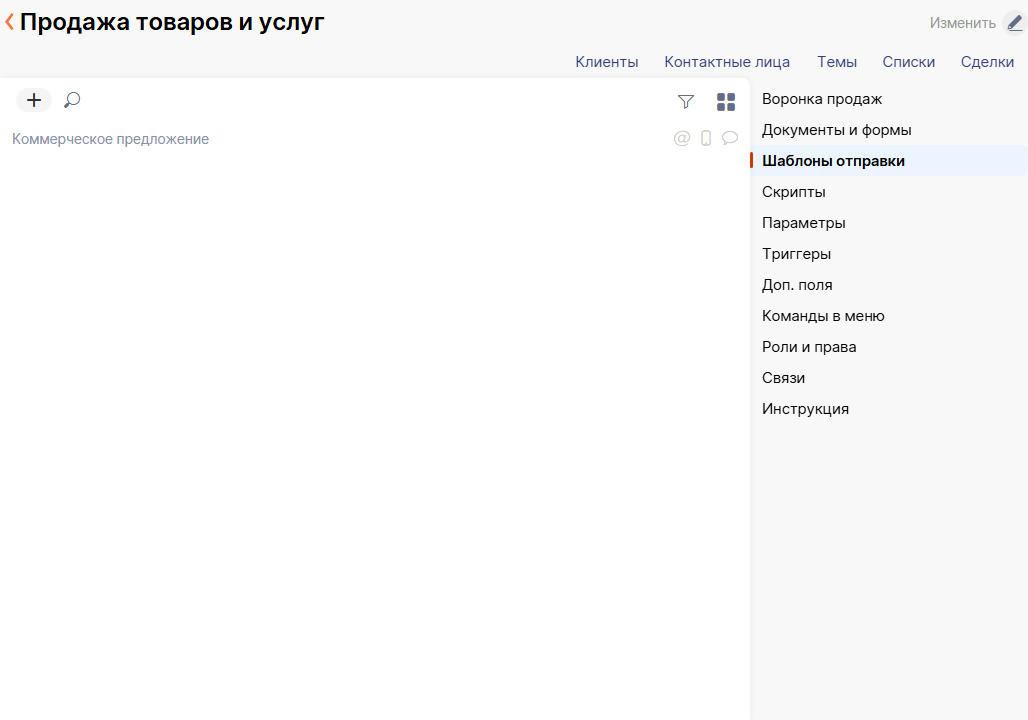 Продажа товаров и услуг
Изменить
Клиенты Контактные лица Темы Списки Сделки
Коммерческое предложение
Воронка продаж
Документы и формы
Шаблоны отправки
Скрипты
Параметры
Триггеры
Доп. поля
Команды в меню
Роли и права
Связи
Инструкция